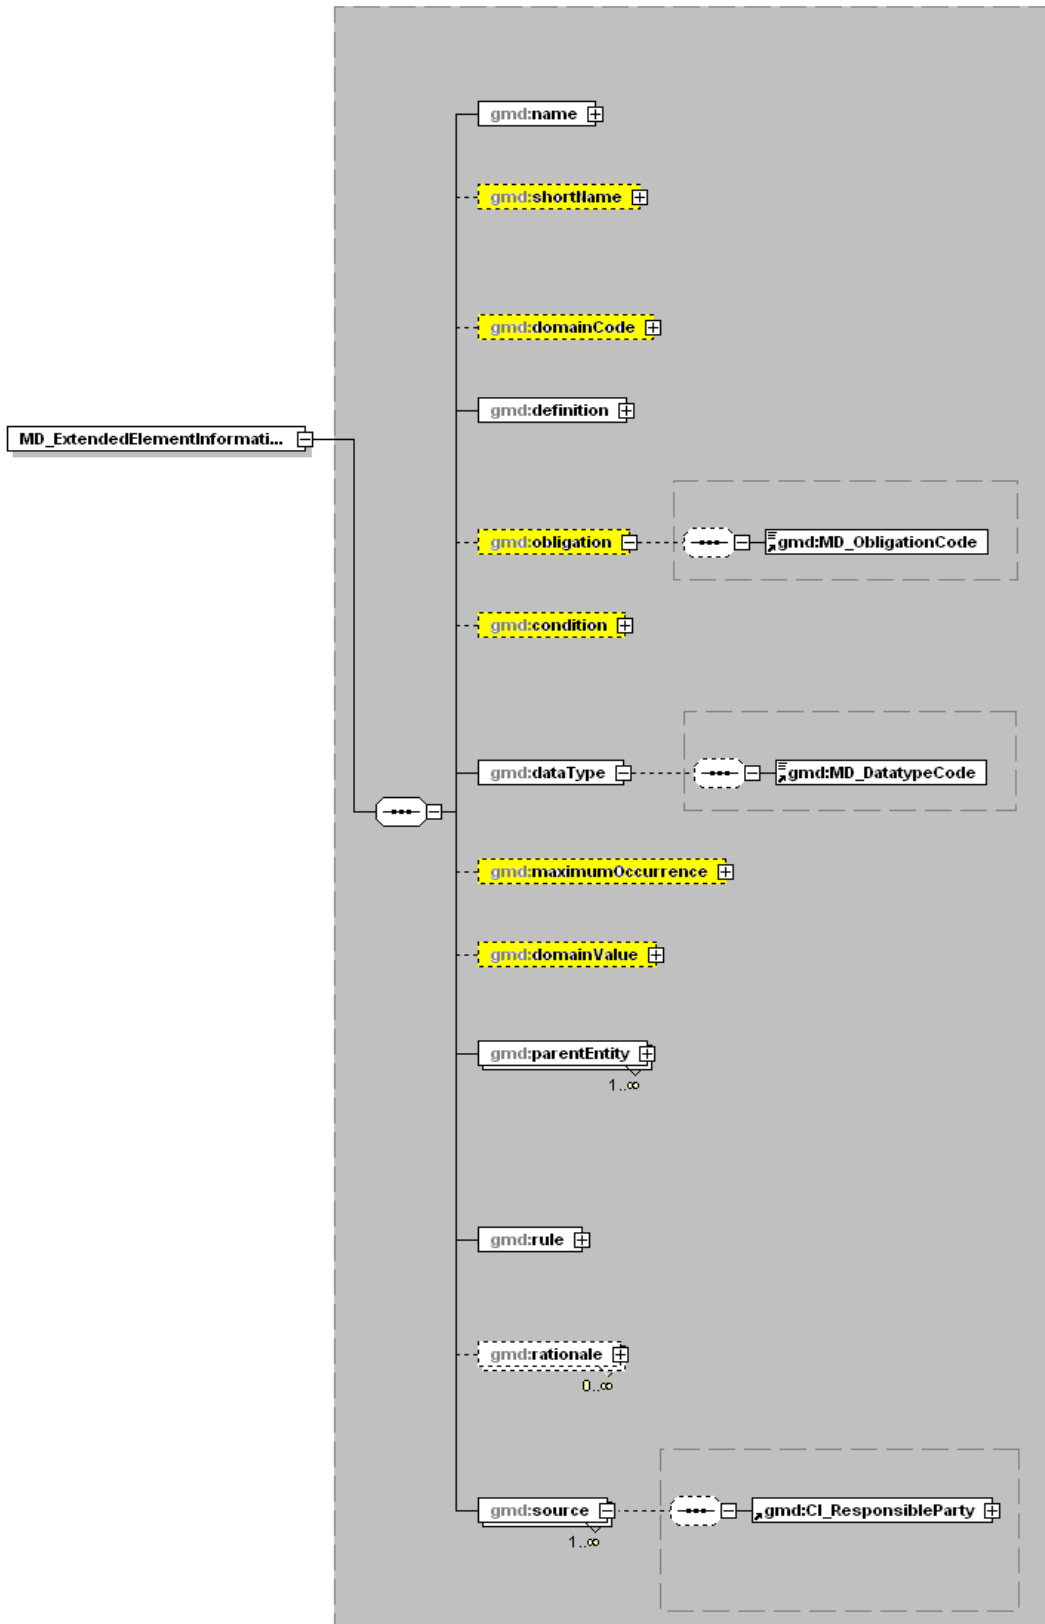 gmd:name
gmd:shortName
gmd:domainCode
gmd:definition
MD_ExtendedElementInformati...
gmd:obligation
gmd:MD_ObligationCode
gmd:condition
gmd:dataType
gmd:MD_DatatypeCode
gmd:maximumOccurrence
gmd:domainValue
gmd:parentEntity
1..∞
gmd:rule
gmd:rationale
0..∞
gmd:source
gmd:CI_ResponsibleParty
1..∞